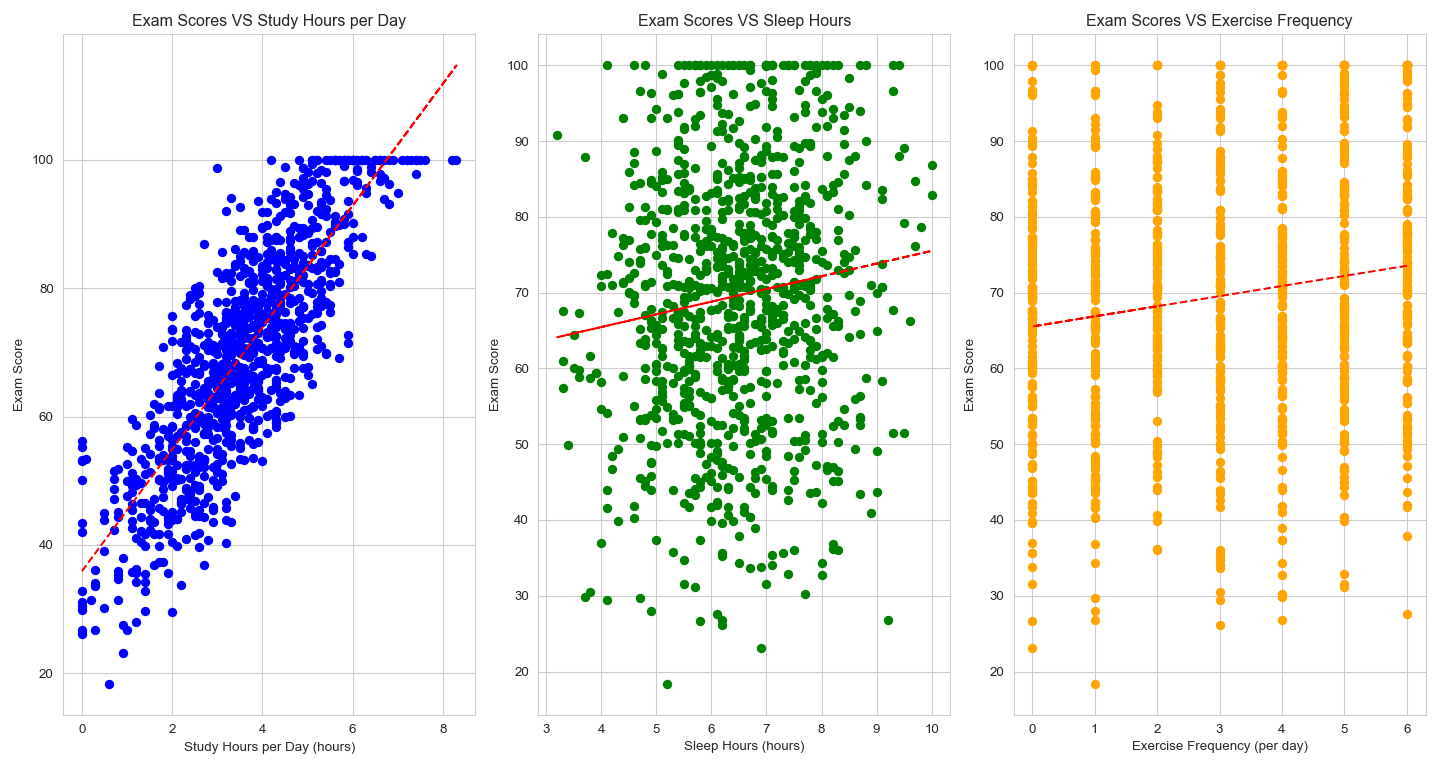 Exam Scores VS Study Hours per Day
Exam Score
100
80
60
40
20
0 2 4 6 8
Study Hours per Day (hours)
Exam Scores VS Sleep Hours
Exam Score
100
90
80
70
60
50
40
30
20
3 4 5 6 7 8 9 10
Sleep Hours (hours)
Exam Scores VS Exercise Frequency
Exam Score
100
90
80
70
60
50
40
30
20
0 1 2 3 4 5 6
Exercise Frequency (per day)